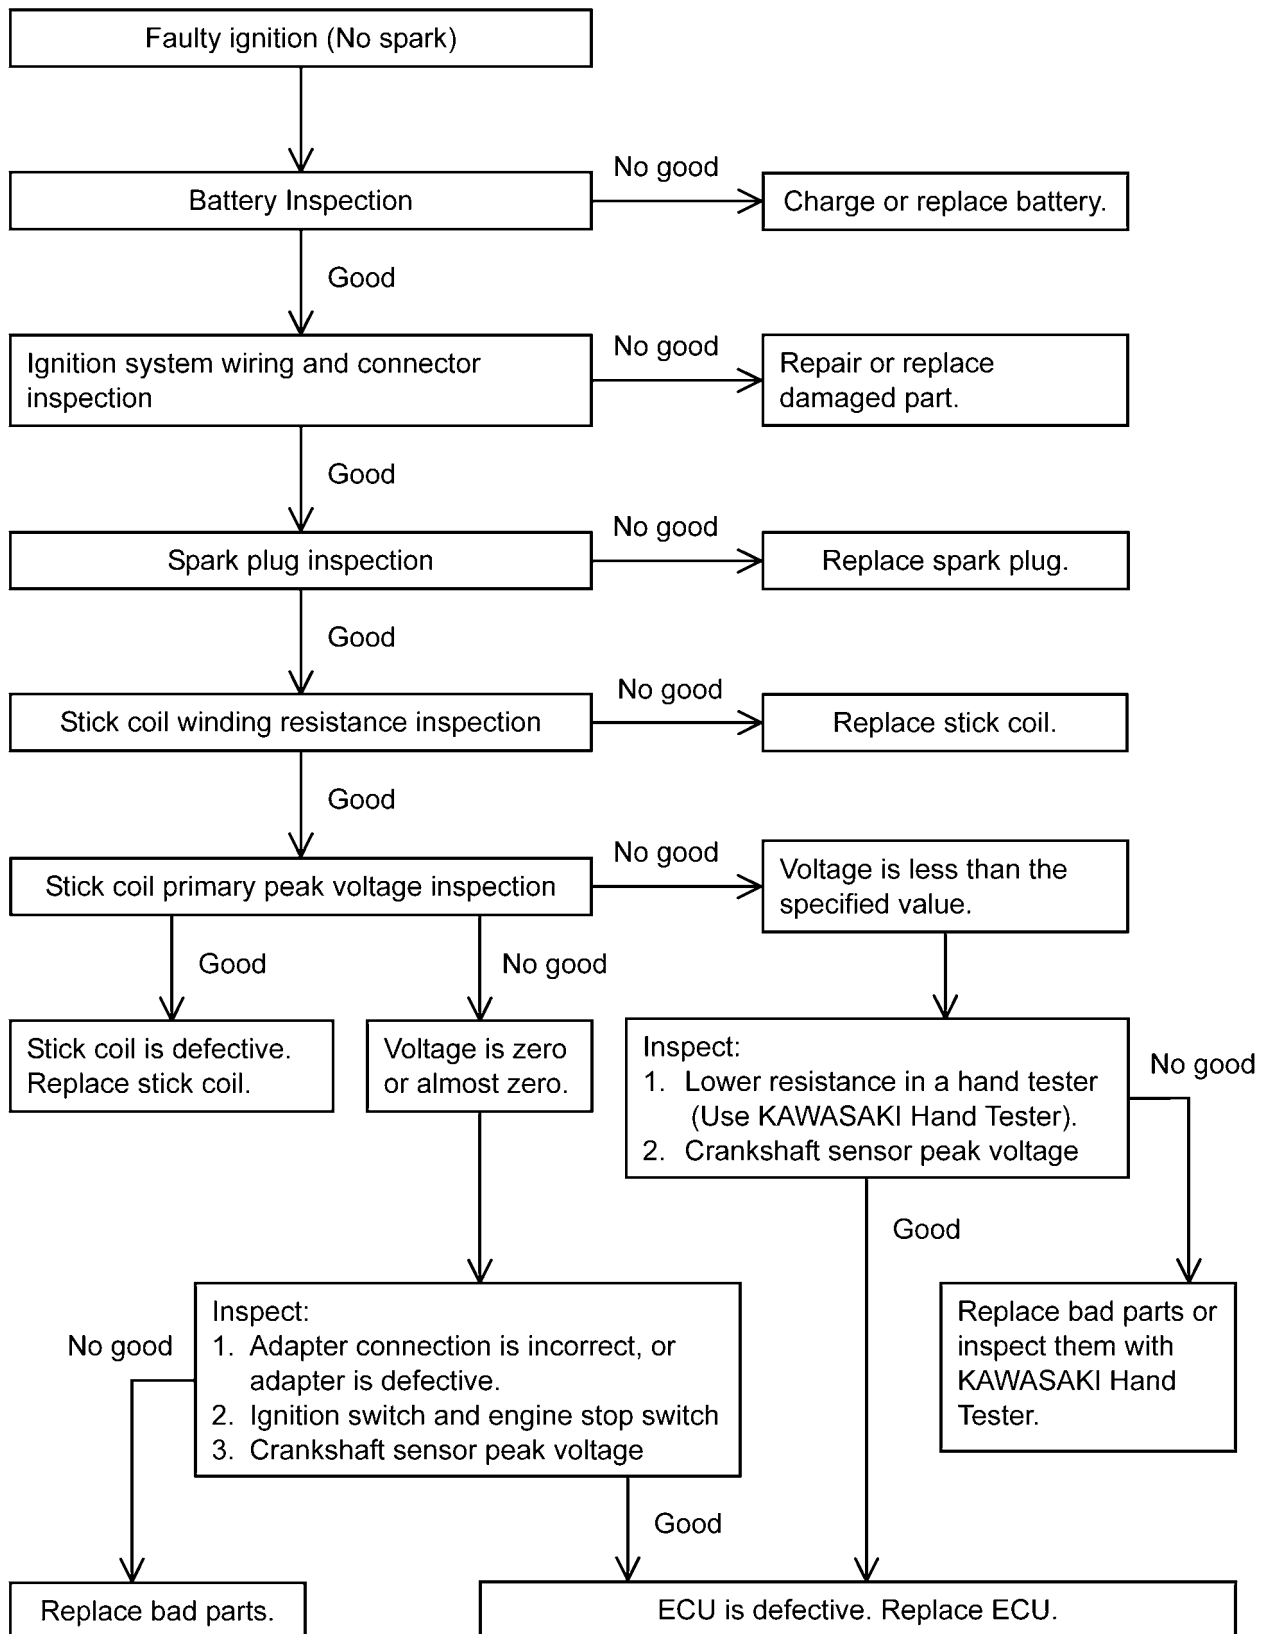 Faulty ignition (No spark)
No good
Battery Inspection
Charge or replace battery.
Good
No good
Ignition system wiring and connector
inspection
Repair or replace
damaged part.
Good
No good
Spark plug inspection
Replace spark plug.
Good
No good
Stick coil winding resistance inspection
Replace stick coil.
Good
No good
Stick coil primary peak voltage inspection
Voltage is less than the
specified value.
Good
No good
Stick coil is defective.
Replace stick coil.
Voltage is zero
or almost zero.
Inspect:
1. Lower resistance in a hand tester
(Use KAWASAKI Hand Tester).
2. Crankshaft sensor peak voltage
No good
Good
No good
Inspect:
1. Adapter connection is incorrect, or
adapter is defective.
2. Ignition switch and engine stop switch
3. Crankshaft sensor peak voltage
Replace bad parts or
inspect them with
KAWASAKI Hand
Tester.
Good
Replace bad parts.
ECU is defective. Replace ECU.